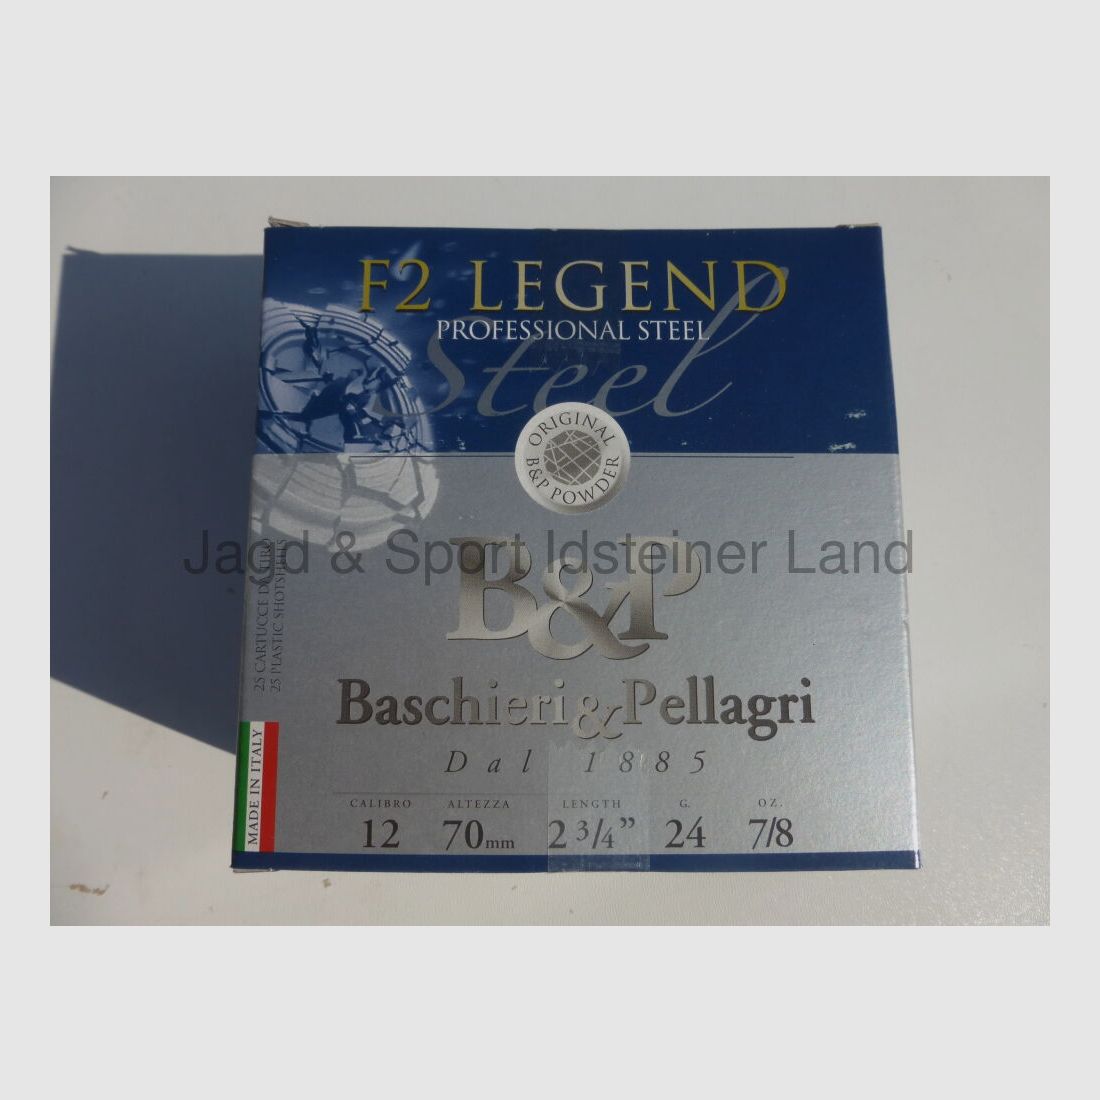 F2 LEGEND
PROFESSIONAL STEEL
Steel
ORIGINAL
B&P POWDER
Jagd & Sport Idsteiner Land
B&P
Baschieri & Pellagri
Dal 1885
25 CARTUCCE DA TIRO
25 PLASTIC SHOTSHELLS
MADE IN ITALY
CALIBRO ALTEZZA LENGTH G. OZ.
12 70mm 2 3/4” 24 7/8